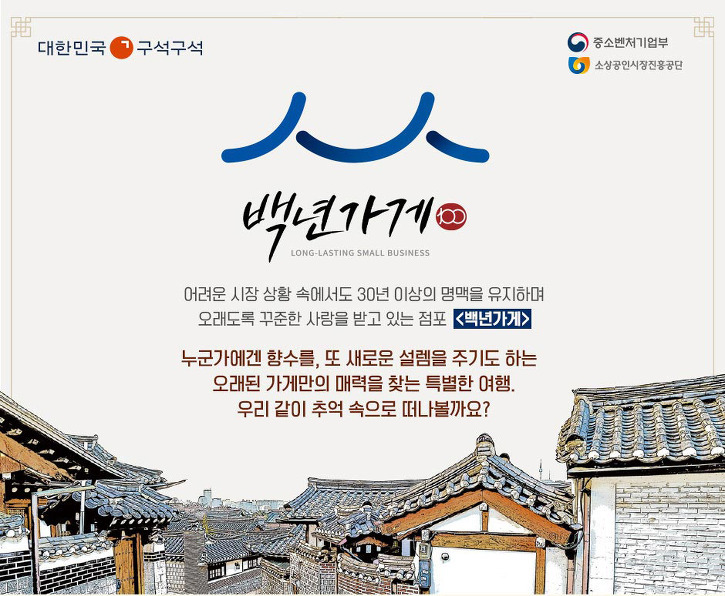 대한민국 구석구석
중소벤처기업부
소상공인시장진흥공단
백년가게 100
LONG-LASTING SMALL BUSINESS
어려운 시장 상황 속에서도 30년 이상의 명맥을 유지하며
오래도록 꾸준한 사랑을 받고 있는 점포 <백년가게>
누군가에겐 향수를, 또 새로운 설렘을 주기도 하는
오래된 가게만의 매력을 찾는 특별한 여행.
우리 같이 추억 속으로 떠나볼까요?